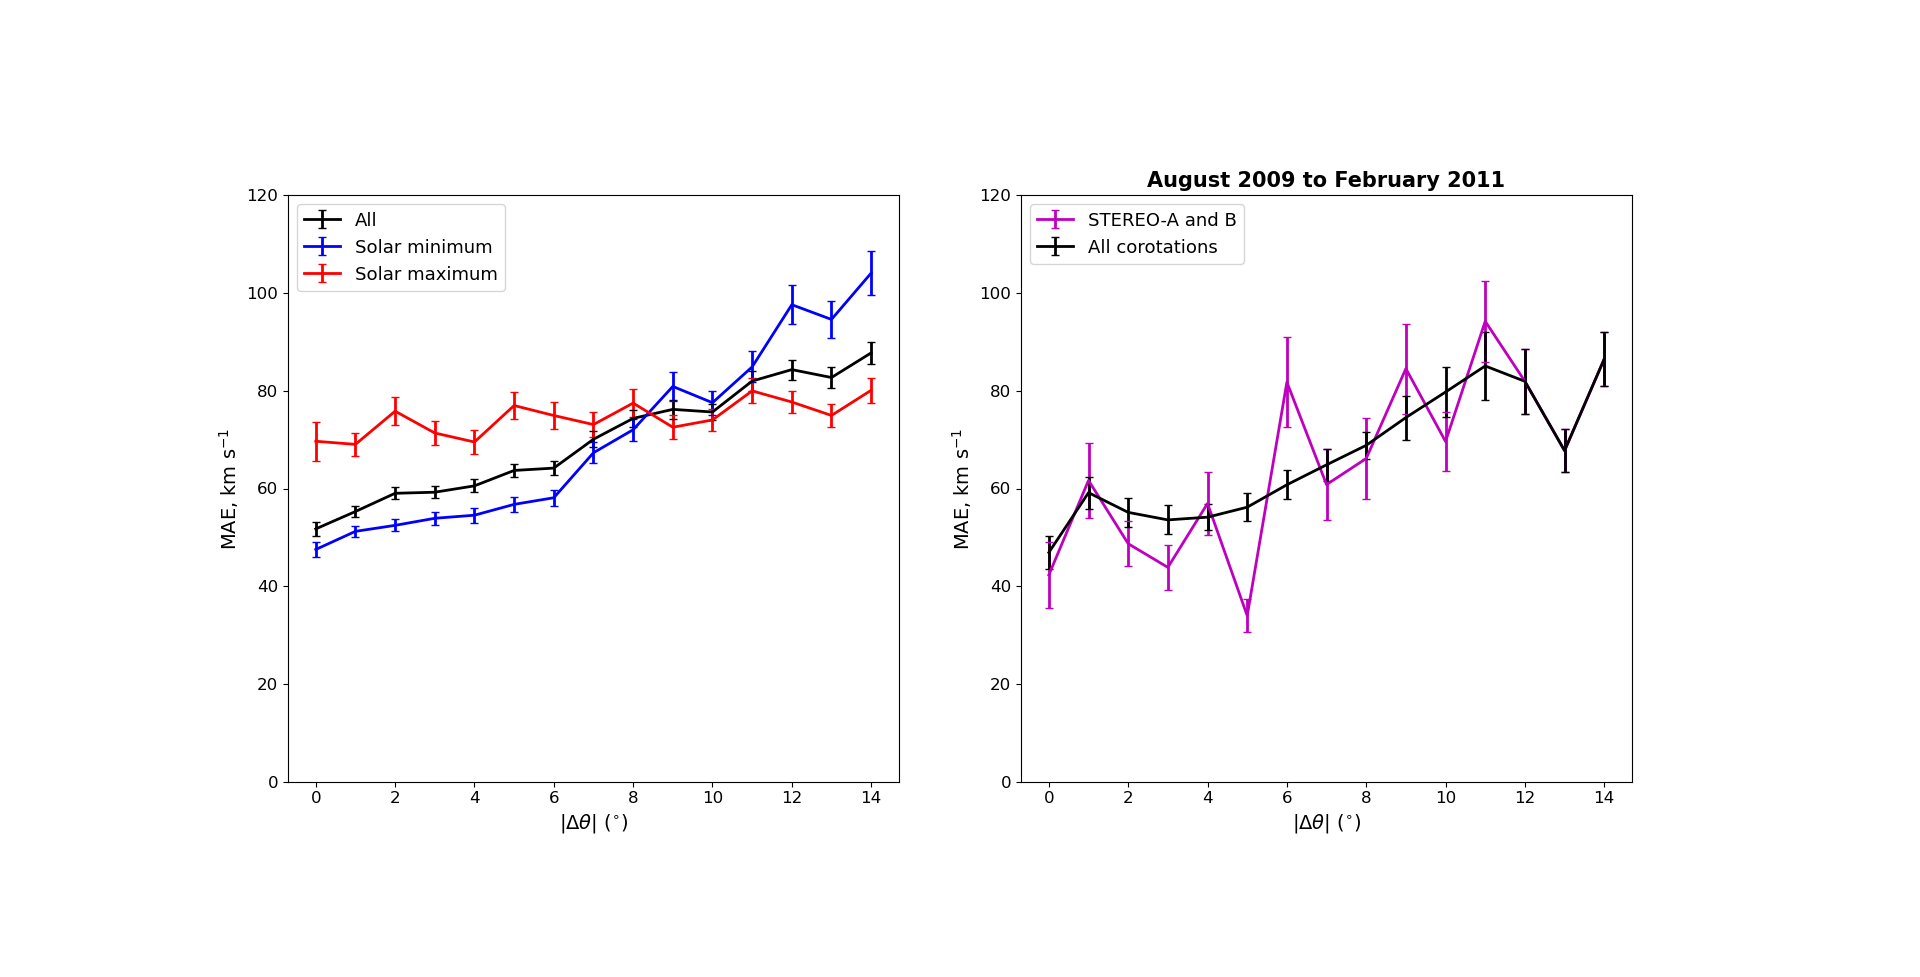 All
Solar minimum
Solar maximum
120
100
80
60
40
20
0
MAE, km s⁻¹
0 2 4 6 8 10 12 14
|Δθ| (°)
August 2009 to February 2011
STEREO-A and B
All corotations
120
100
80
60
40
20
0
MAE, km s⁻¹
0 2 4 6 8 10 12 14
|Δθ| (°)